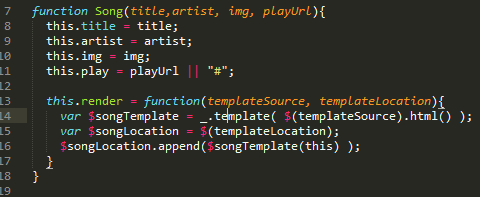 7 function Song(title,artist, img, playUrl){
8 this.title = title;
9 this.artist = artist;
10 this.img = img;
11 this.play = playUrl || "#";
12
13 this.render = function(templateSource, templateLocation){
14 var $songTemplate = _.template( $(templateSource).html() );
15 var $songLocation = $(templateLocation);
16 $songLocation.append($songTemplate(this) );
17 }
18 }
19